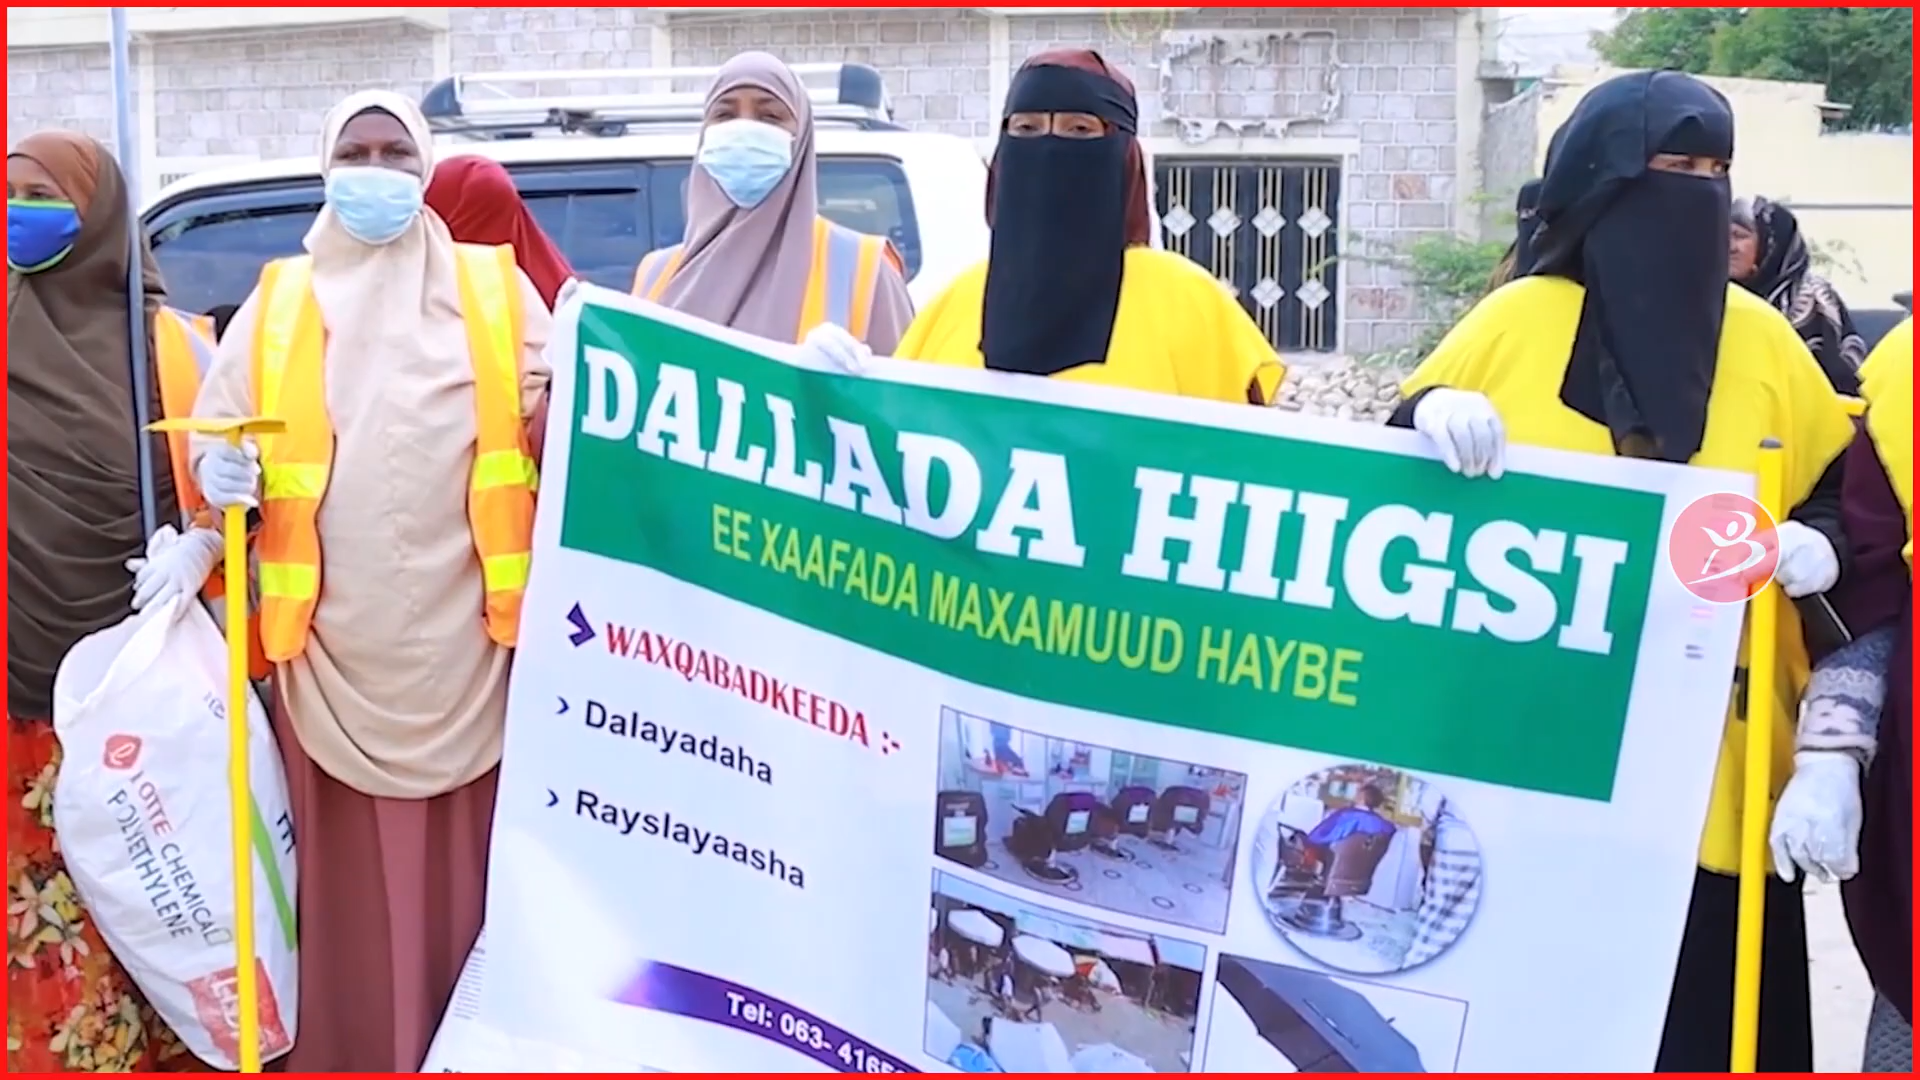 DALLADA HIIGSI
EE XAAFADA MAXAMUUD HAYBE
WAXQABADKEEDA :-
› Dalayadaha
› Rayslayaasha
Tel: 063- 4165
LOTTE CHEMICAL
POLYETHYLENE